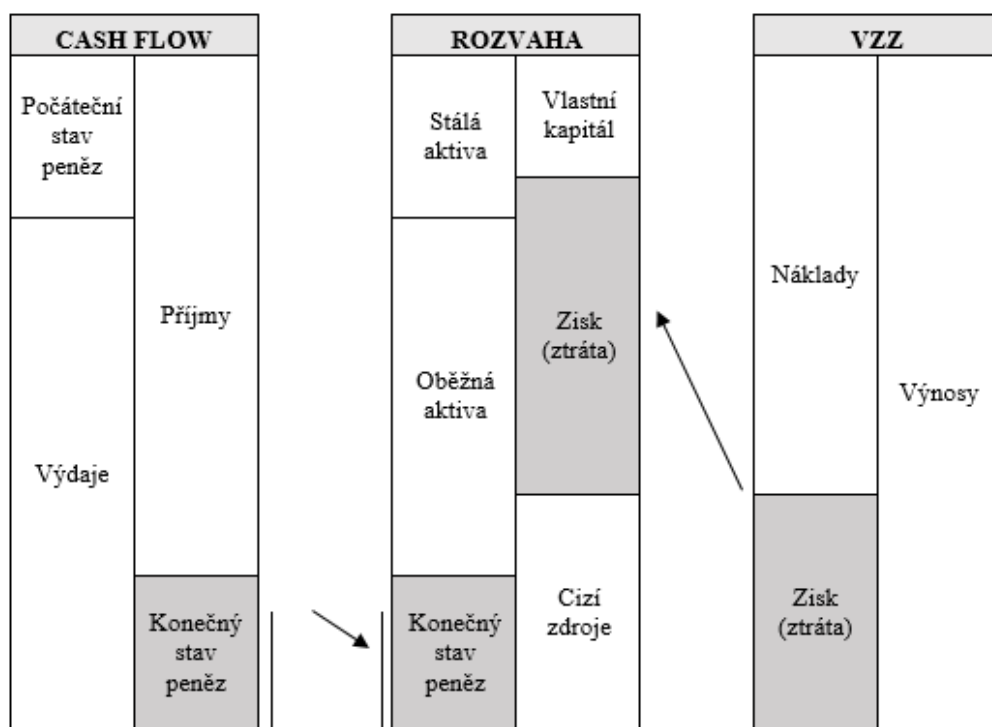 CASH FLOW
Počáteční
stav
peněz
Výdaje
Příjmy
Konečný
stav
peněz
ROZVAHA
Stálá
aktiva
Oběžná
aktiva
Konečný
stav
peněz
Vlastní
kapitál
Zisk
(ztráta)
Cizí
zdroje
VZZ
Náklady
Zisk
(ztráta)
Výnosy